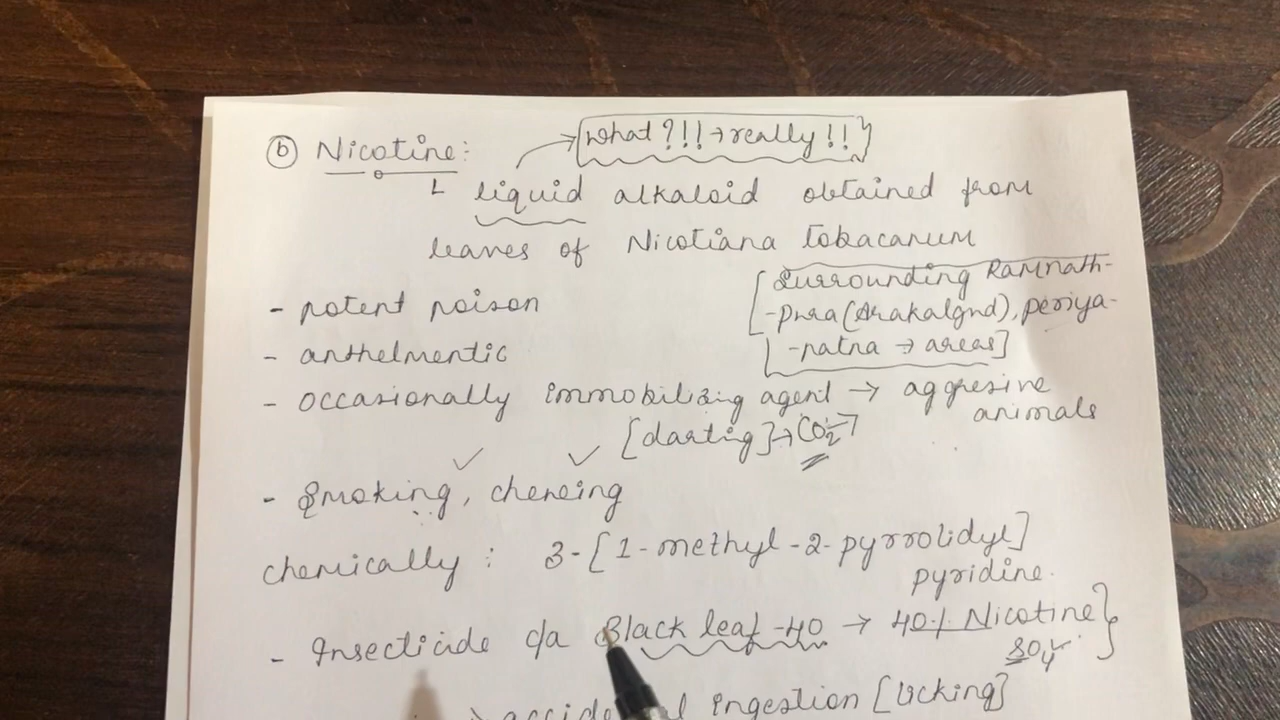 (b) Nicotine: → [what ?!! → really !!}
└ liquid alkaloid obtained from
leaves of Nicotiana tobacanum
[Surrounding Ramnath-
- potent poison
-pura (Arakalgud), periya-
-patna → areas]
- anthelmentic
- occasionally immobilizing agent → aggresive
animals
[darting] → CO2
- Smoking, chewing
chemically : 3-[1-methyl-2-pyrrolidyl]
pyridine.
- Insecticide c/a Black leaf -40 → 40% Nicotine}
SO4
ingestion [licking]